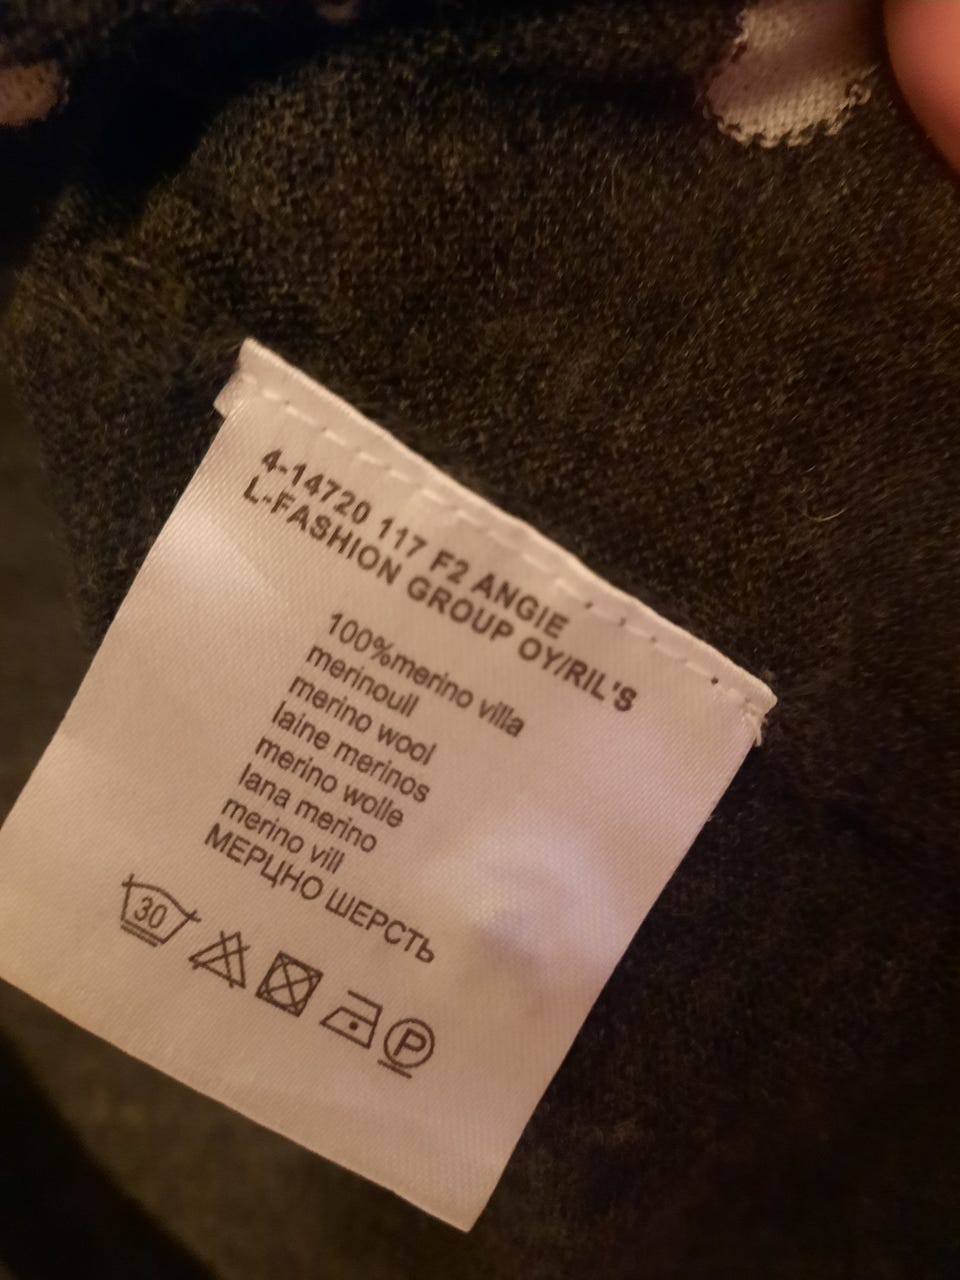 4-14720 117 F2 ANGIE
L-FASHION GROUP OY/RIL'S
100%merino villa
merinoull
merino wool
laine merinos
merino wolle
lana merino
merino vill
МЕРЦНО ШЕРСТЬ
30
P